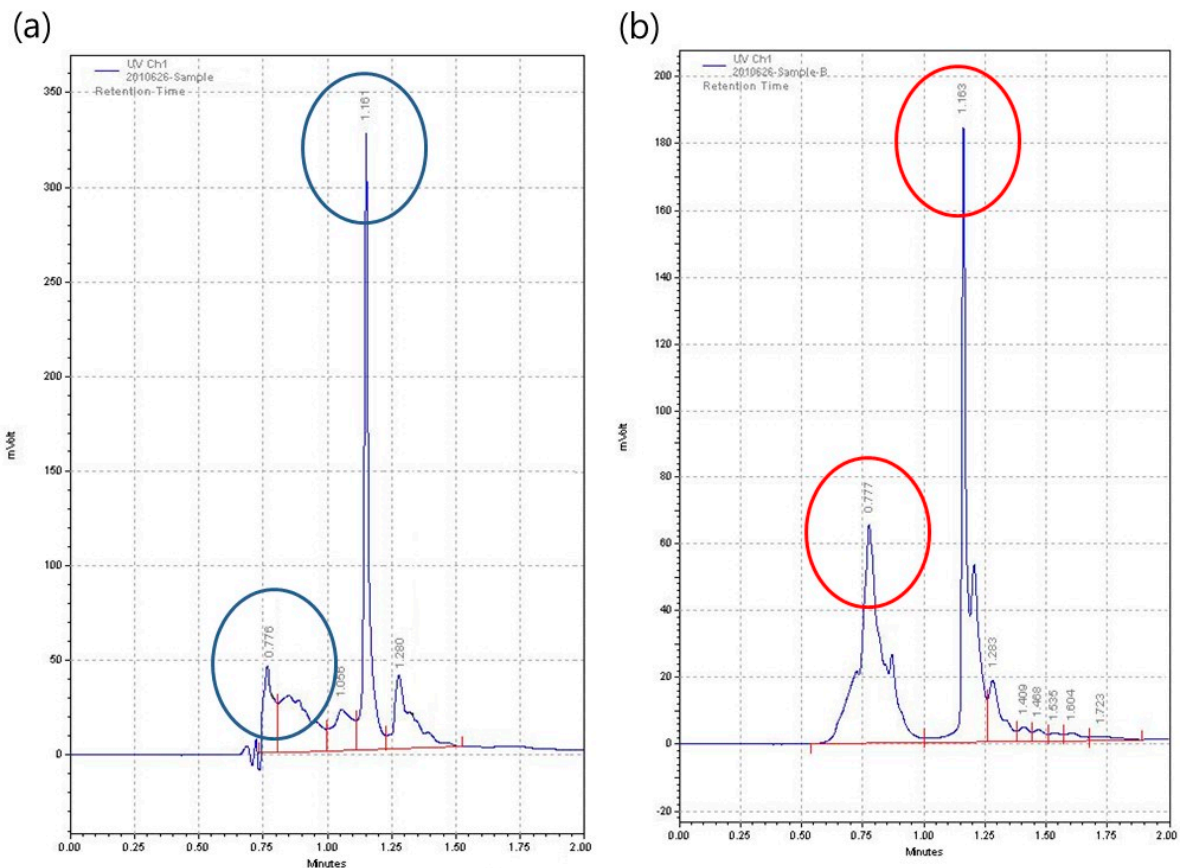 (a)
UV Ch1
2010626-Sample
Retention Time
350
300
250
200
150
100
50
0
mVolt
0.776
1.056
1.161
1.280
0.00 0.25 0.50 0.75 1.00 1.25 1.50 1.75 2.00
Minutes
(b)
UV Ch1
2010626-Sample-B
Retention Time
200
180
160
140
120
100
80
60
40
20
0
-20
mVolt
0.777
1.163
1.283
1.409
1.468
1.535
1.604
1.723
0.00 0.25 0.50 0.75 1.00 1.25 1.50 1.75 2.00
Minutes